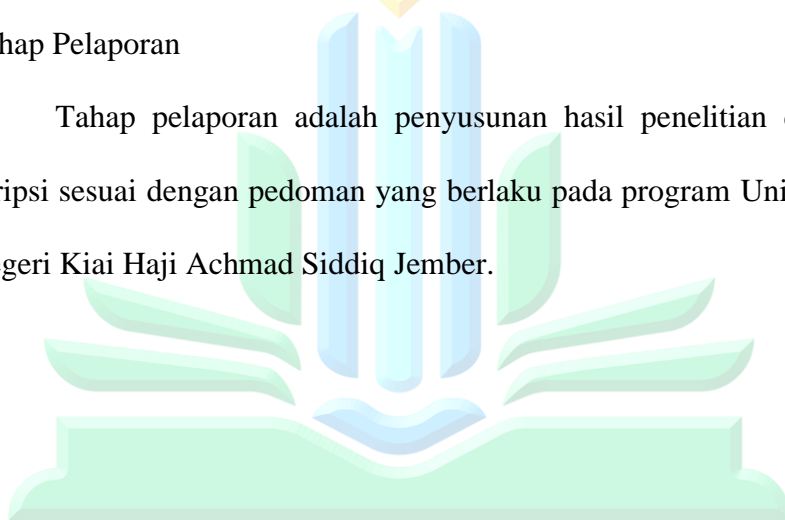 hap Pelaporan
Tahap pelaporan adalah penyusunan hasil penelitian
ripsi sesuai dengan pedoman yang berlaku pada program Uni
egeri Kiai Haji Achmad Siddiq Jember.